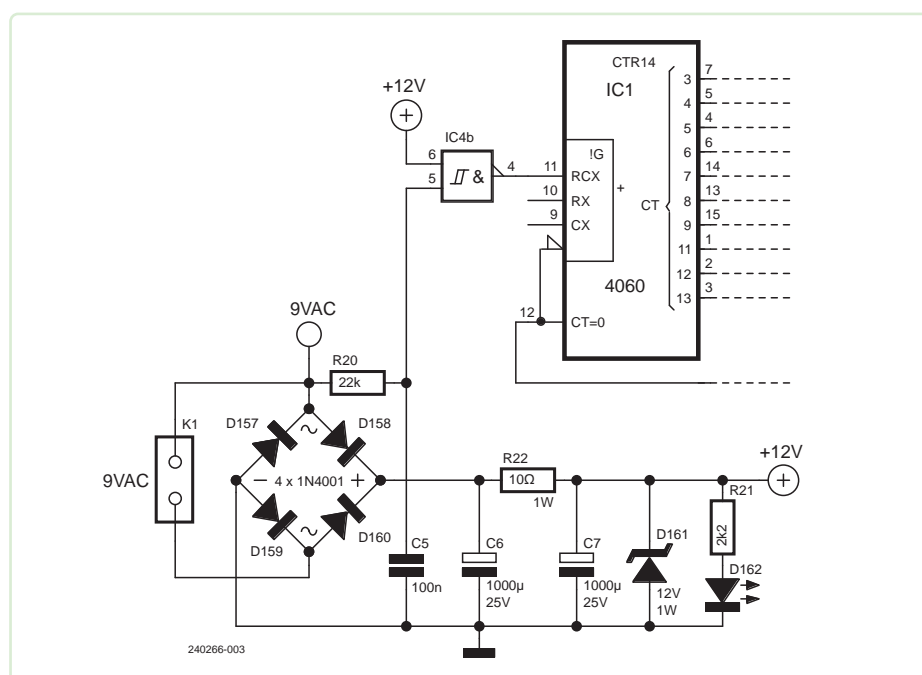 CTR14
IC1
+12V
IC4b
6
5
&
4
11
RCX
10
RX
9
CX
!G
+
CT
3
7
4
5
5
4
6
6
7
14
8
13
9
15
11
1
12
2
13
3
4060
12
CT=0
9VAC
R20
22k
K1
9VAC
D157
D158
~
− 4 x 1N4001 +
~
D159
D160
C5
100n
C6
1000µ
25V
R22
10Ω
1W
C7
1000µ
25V
D161
12V
1W
+12V
R21
2k2
D162
240266-003